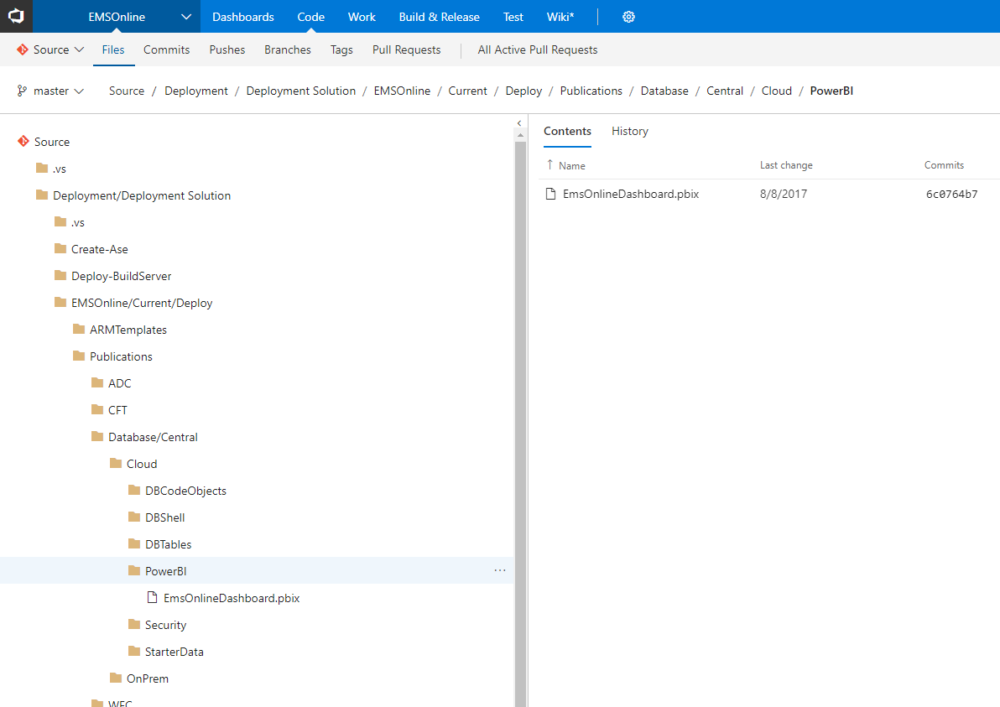 EMSOnline Dashboards Code Work Build & Release Test Wiki*
Source Files Commits Pushes Branches Tags Pull Requests All Active Pull Requests
master Source / Deployment / Deployment Solution / EMSOnline / Current / Deploy / Publications / Database / Central / Cloud / PowerBI
Source
.vs
Deployment/Deployment Solution
.vs
Create-Ase
Deploy-BuildServer
EMSOnline/Current/Deploy
ARMTemplates
Publications
ADC
CFT
Database/Central
Cloud
DBCodeObjects
DBShell
DBTables
PowerBI ...
EmsOnlineDashboard.pbix
Security
StarterData
OnPrem
WFC
Contents History
↑ Name Last change Commits
EmsOnlineDashboard.pbix 8/8/2017 6c0764b7